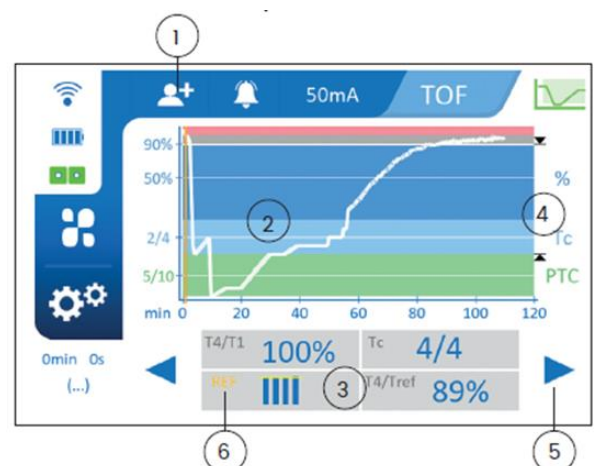 1
50mA TOF
90%
50% %
2 4
2/4 Tc
5/10 PTC
min 0 20 40 60 80 100 120
0min 0s
(...)
T4/T1 100% Tc 4/4
REF 3 T4/Tref 89%
6 5